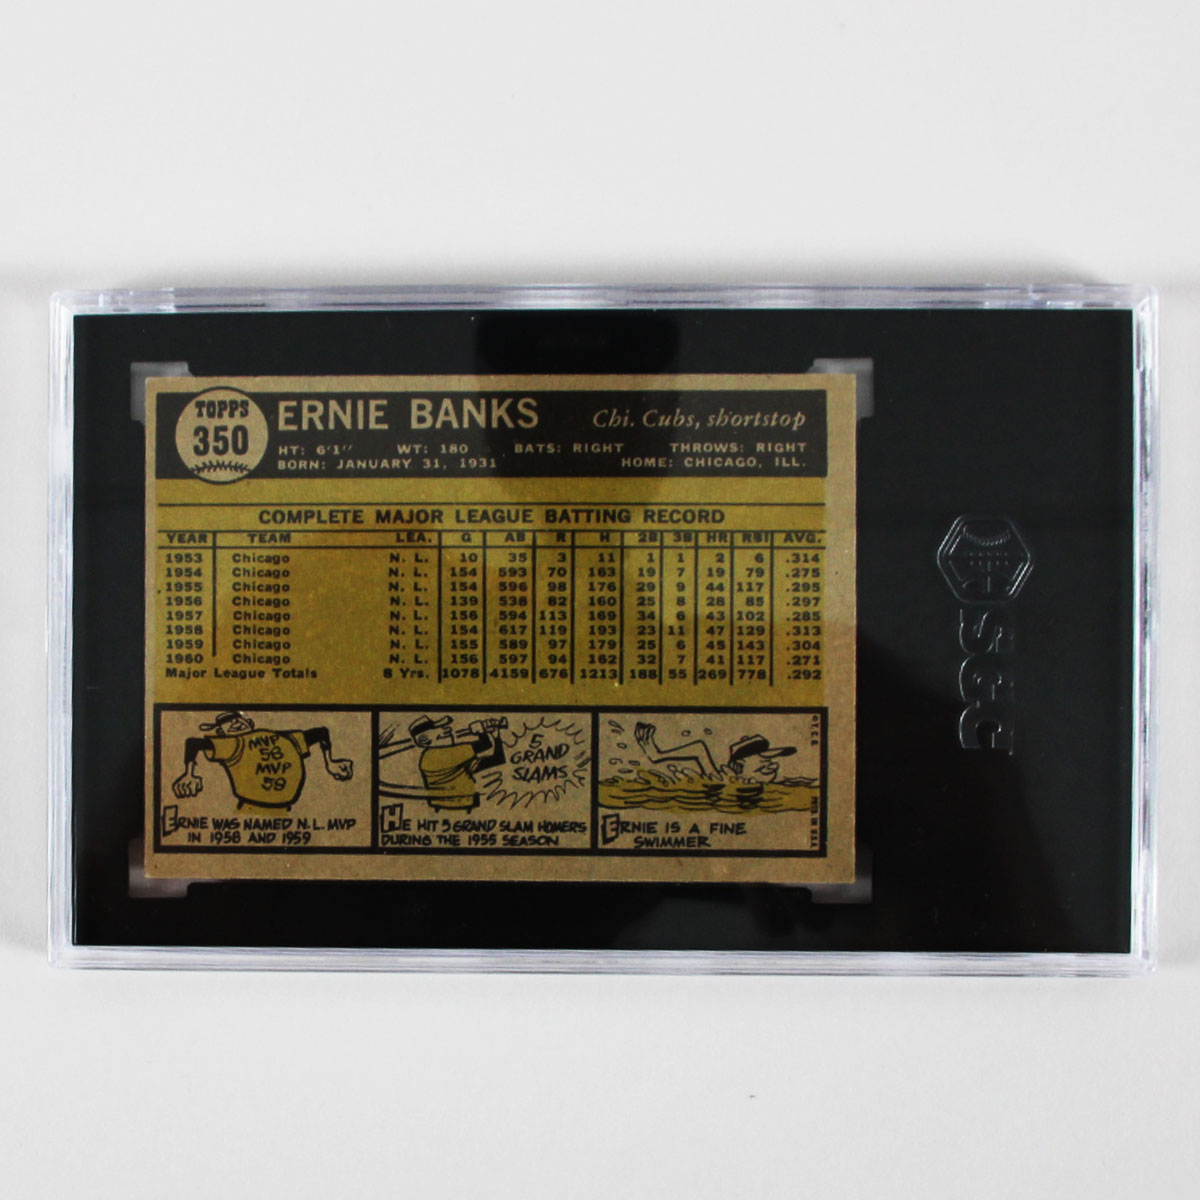 TOPPS
350
ERNIE BANKS
Chi. Cubs, shortstop
HT: 6'1'' WT: 180 BATS: RIGHT THROWS: RIGHT
BORN: JANUARY 31, 1931 HOME: CHICAGO, ILL.
COMPLETE MAJOR LEAGUE BATTING RECORD
YEAR TEAM LEA. G AB R H 2B 3B HR RBI AVG.
1953 Chicago N. L. 10 35 3 11 1 1 2 6 .314
1954 Chicago N. L. 154 593 70 163 19 7 19 79 .275
1955 Chicago N. L. 154 596 98 176 29 9 44 117 .295
1956 Chicago N. L. 139 538 82 160 25 8 28 85 .297
1957 Chicago N. L. 156 594 113 169 34 6 43 102 .285
1958 Chicago N. L. 154 617 119 193 23 11 47 129 .313
1959 Chicago N. L. 155 589 97 179 25 6 45 143 .304
1960 Chicago N. L. 156 597 94 162 32 7 41 117 .271
Major League Totals 8 Yrs. 1078 4159 676 1213 188 55 269 778 .292
MVP
58
MVP
59
ERNIE WAS NAMED N.L. MVP
IN 1958 AND 1959
5
GRAND
SLAMS
HE HIT 5 GRAND SLAM HOMERS
DURING THE 1955 SEASON
ERNIE IS A FINE
SWIMMER
© T.C.G. PRTD. IN U.S.A.
SGC